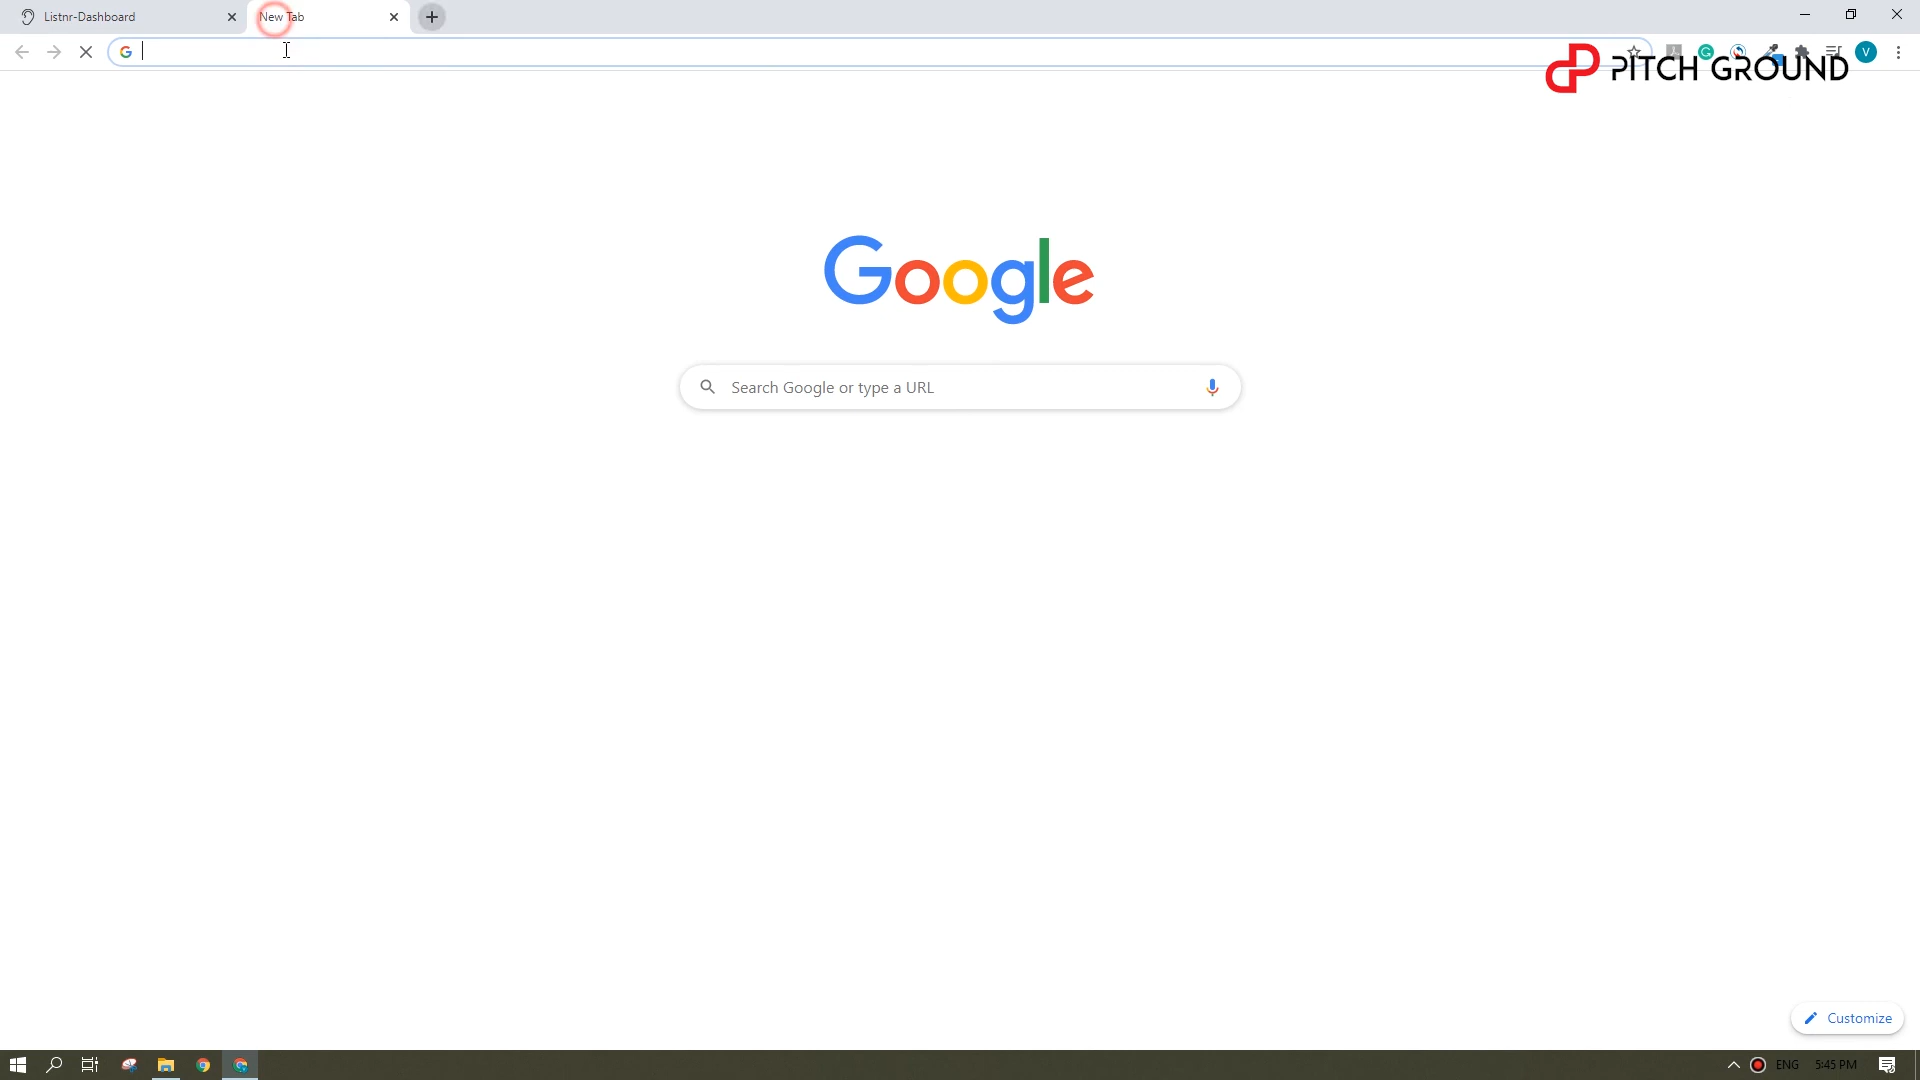 Listnr-Dashboard
New Tab
PITCH GROUND
V
Google
Search Google or type a URL
Customize
ENG
5:45 PM